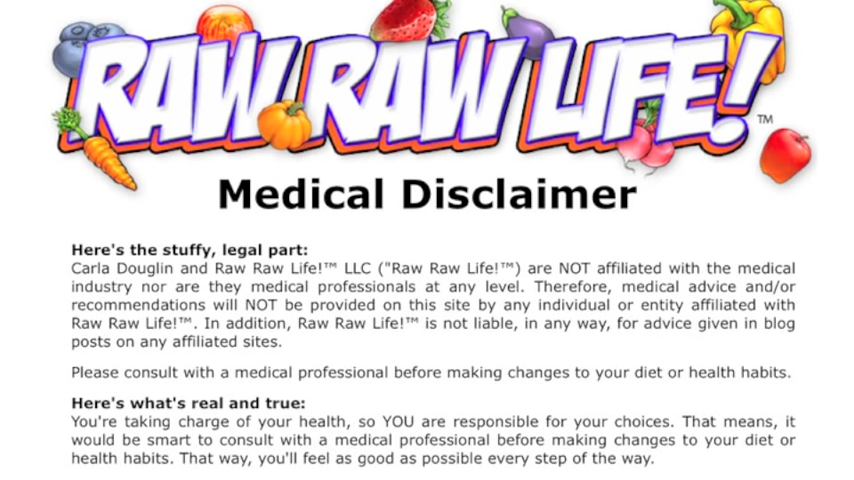 RAW RAW LIFE!™
Medical Disclaimer
Here's the stuffy, legal part:
Carla Douglin and Raw Raw Life!™ LLC ("Raw Raw Life!™) are NOT affiliated with the medical
industry nor are they medical professionals at any level. Therefore, medical advice and/or
recommendations will NOT be provided on this site by any individual or entity affiliated with
Raw Raw Life!™. In addition, Raw Raw Life!™ is not liable, in any way, for advice given in blog
posts on any affiliated sites.
Please consult with a medical professional before making changes to your diet or health habits.
Here's what's real and true:
You're taking charge of your health, so YOU are responsible for your choices. That means, it
would be smart to consult with a medical professional before making changes to your diet or
health habits. That way, you'll feel as good as possible every step of the way.